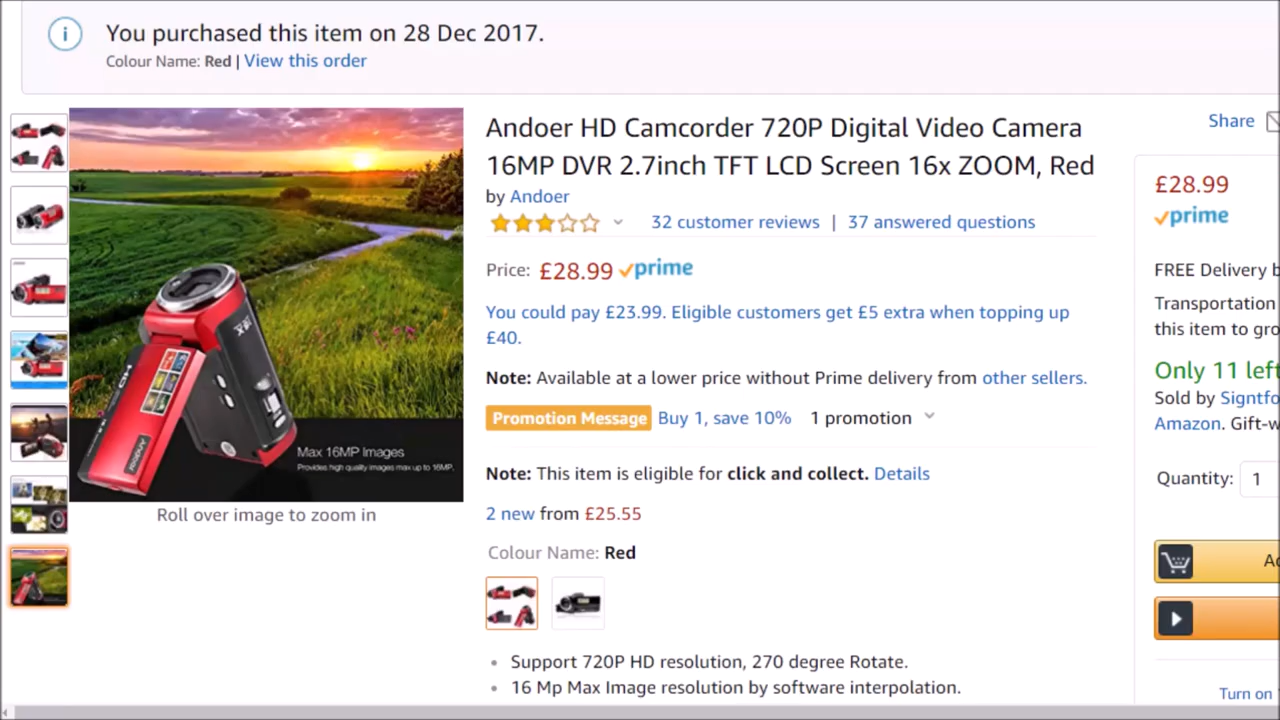 You purchased this item on 28 Dec 2017.
Colour Name: Red | View this order
Andoer HD Camcorder 720P Digital Video Camera
16MP DVR 2.7inch TFT LCD Screen 16x ZOOM, Red
by Andoer
32 customer reviews | 37 answered questions
Price: £28.99 prime
You could pay £23.99. Eligible customers get £5 extra when topping up
£40.
Note: Available at a lower price without Prime delivery from other sellers.
Promotion Message Buy 1, save 10% 1 promotion
Note: This item is eligible for click and collect. Details
2 new from £25.55
Colour Name: Red
Support 720P HD resolution, 270 degree Rotate.
16 Mp Max Image resolution by software interpolation.
Max 16MP Images
Provides high quality images max up to 16MP.
Roll over image to zoom in
Share
£28.99
prime
FREE Delivery
Transportation
this item to
Only 11 left
Sold by
Amazon.
Quantity: 1
Turn on